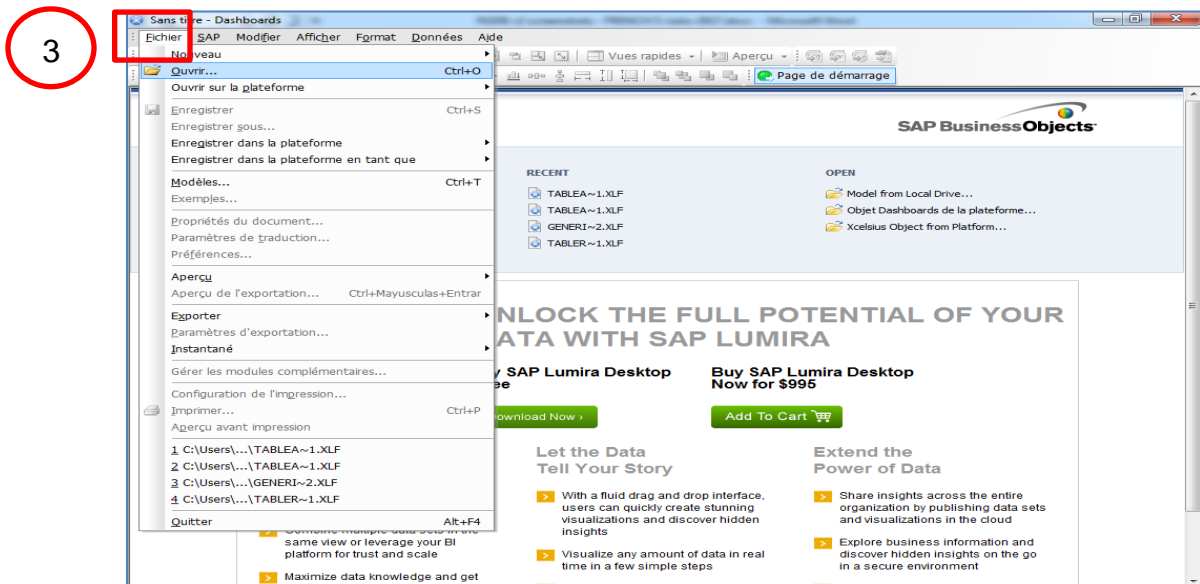 3
Sans titre - Dashboards
Fichier SAP Modifier Afficher Format Données Aide
Nouveau
Ouvrir... Ctrl+O
Ouvrir sur la plateforme
Enregistrer Ctrl+S
Enregistrer sous...
Enregistrer dans la plateforme
Enregistrer dans la plateforme en tant que
Modèles... Ctrl+T
Exemples...
Propriétés du document...
Paramètres de traduction...
Préférences...
Aperçu
Aperçu de l'exportation... Ctrl+Mayusculas+Entrar
Exporter
Paramètres d'exportation...
Instantané
Gérer les modules complémentaires...
Configuration de l'impression...
Imprimer... Ctrl+P
Aperçu avant impression
1 C:\Users\...\TABLEA~1.XLF
2 C:\Users\...\TABLEA~1.XLF
3 C:\Users\...\GENERI~2.XLF
4 C:\Users\...\TABLER~1.XLF
Quitter Alt+F4
Vues rapides Aperçu
Page de démarrage
SAP BusinessObjects
RECENT
TABLEA~1.XLF
TABLEA~1.XLF
GENERI~2.XLF
TABLER~1.XLF
OPEN
Model from Local Drive...
Objet Dashboards de la plateforme...
Xcelsius Object from Platform...
NLOCK THE FULL POTENTIAL OF YOUR
ATA WITH SAP LUMIRA
y SAP Lumira Desktop
ee
ownload Now ›
Buy SAP Lumira Desktop
Now for $995
Add To Cart
same view or leverage your BI
platform for trust and scale
Maximize data knowledge and get
Let the Data
Tell Your Story
With a fluid drag and drop interface,
users can quickly create stunning
visualizations and discover hidden
insights
Visualize any amount of data in real
time in a few simple steps
Extend the
Power of Data
Share insights across the entire
organization by publishing data sets
and visualizations in the cloud
Explore business information and
discover hidden insights on the go
in a secure environment